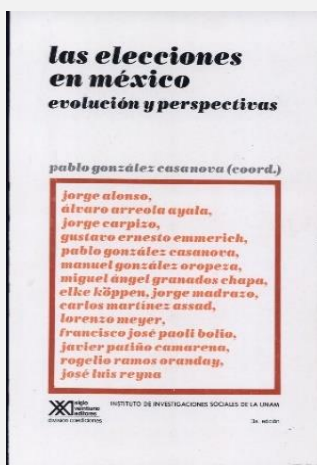 las elecciones
en méxico
evolución y perspectivas
pablo gonzález casanova (coord.)
jorge alonso,
álvaro arreola ayala,
jorge carpizo,
gustavo ernesto emmerich,
pablo gonzález casanova,
manuel gonzález oropeza,
miguel ángel granados chapa,
elke köppen, jorge madrazo,
carlos martínez assad,
lorenzo meyer,
francisco josé paoli bolio,
javier patiño camarena,
rogelio ramos oranday,
josé luis reyna
siglo
veintiuno
editores
INSTITUTO DE INVESTIGACIONES SOCIALES DE LA UNAM
3a. edición